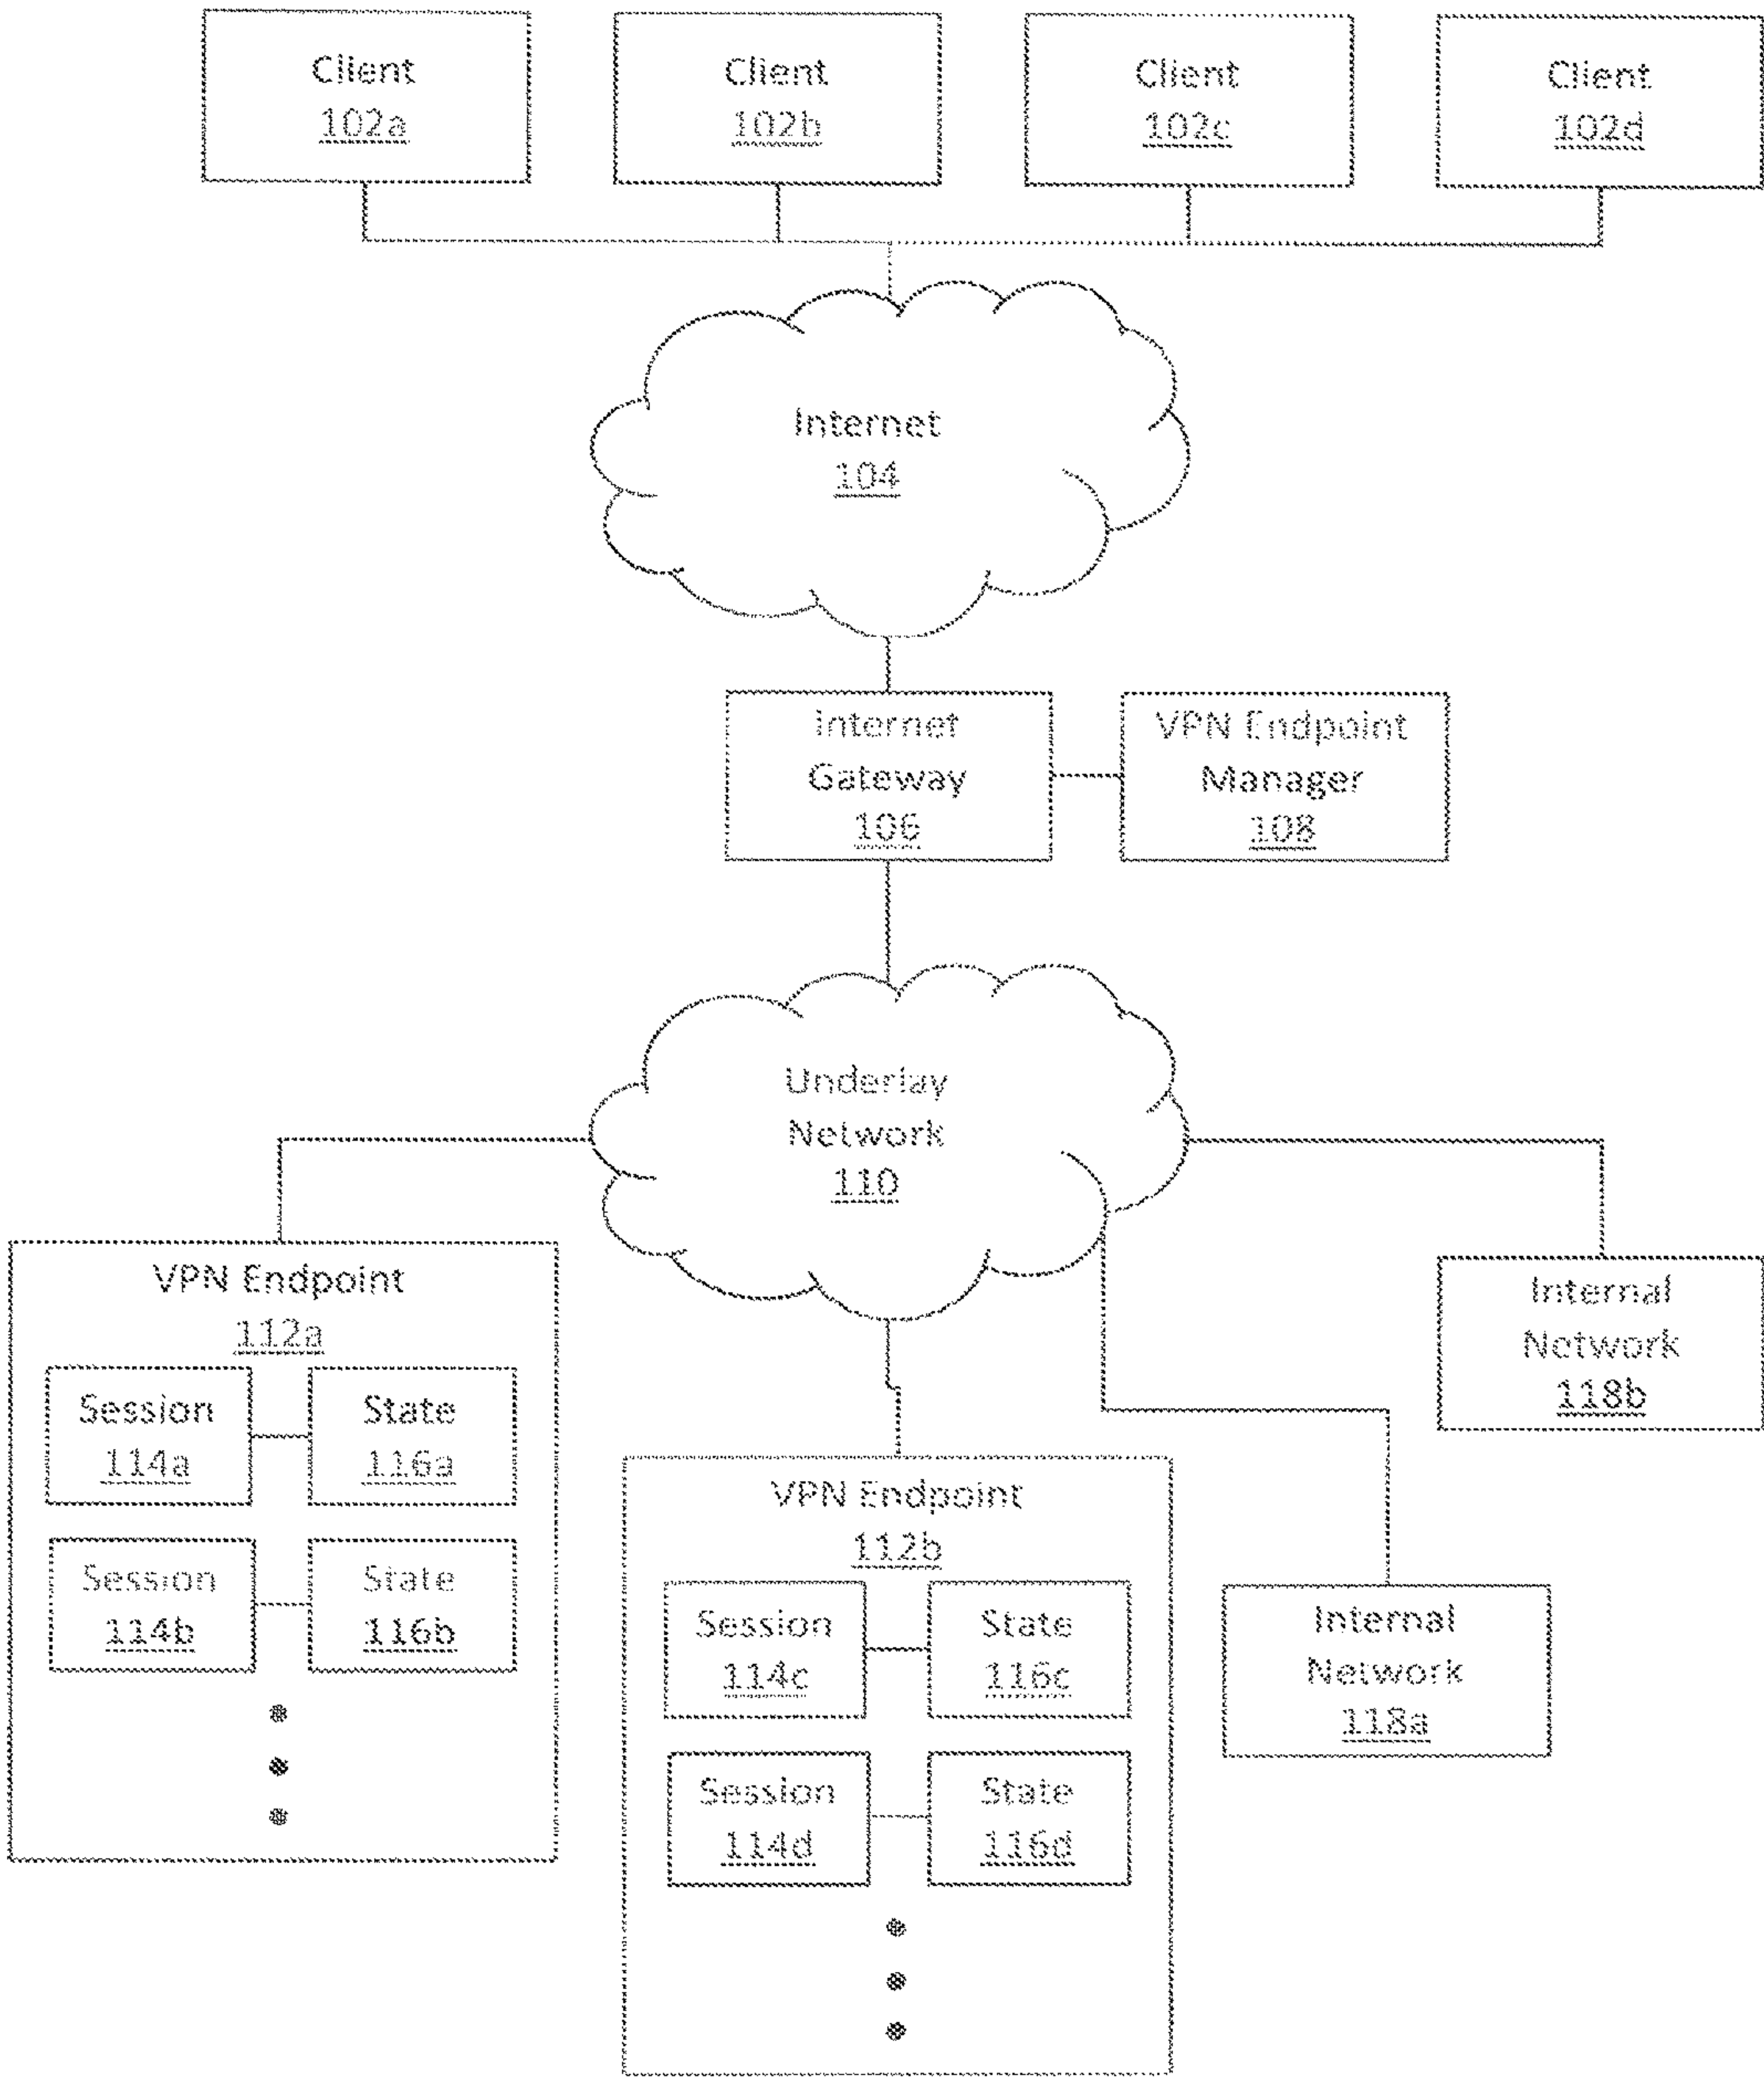 Client
102a
Client
102b
Client
102c
Client
102d
Internet
104
Internet
Gateway
106
VPN Endpoint
Manager
108
Underlay
Network
110
VPN Endpoint
112a
Session
114a
State
116a
Session
114b
State
116b
VPN Endpoint
112b
Session
114c
State
116c
Session
114d
State
116d
Internal
Network
118b
Internal
Network
118a